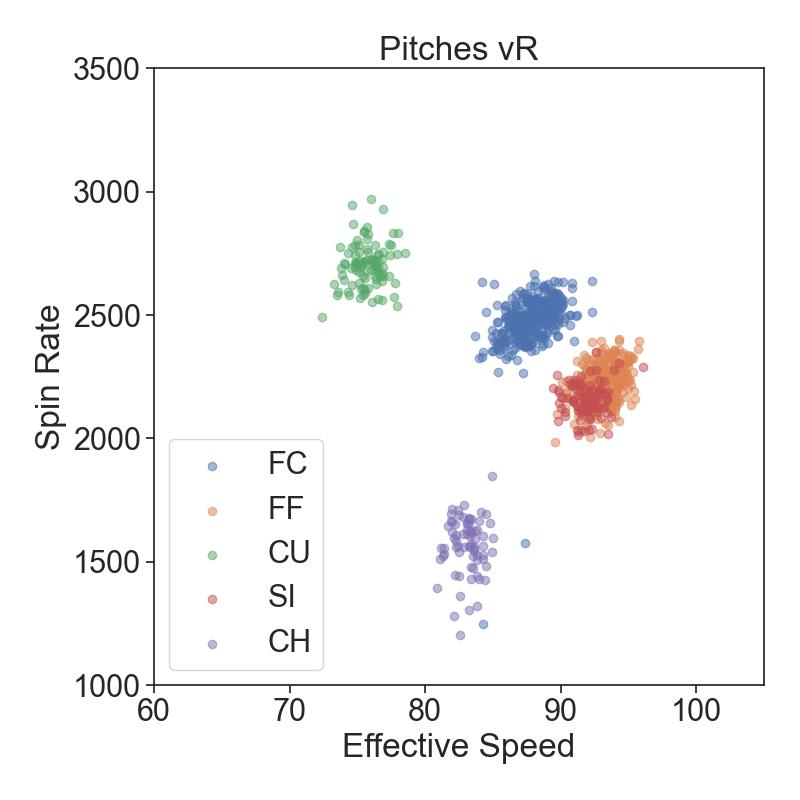 Pitches vR
3500
3000
2500
2000
1500
1000
Spin Rate
FC
FF
CU
SI
CH
60 70 80 90 100
Effective Speed